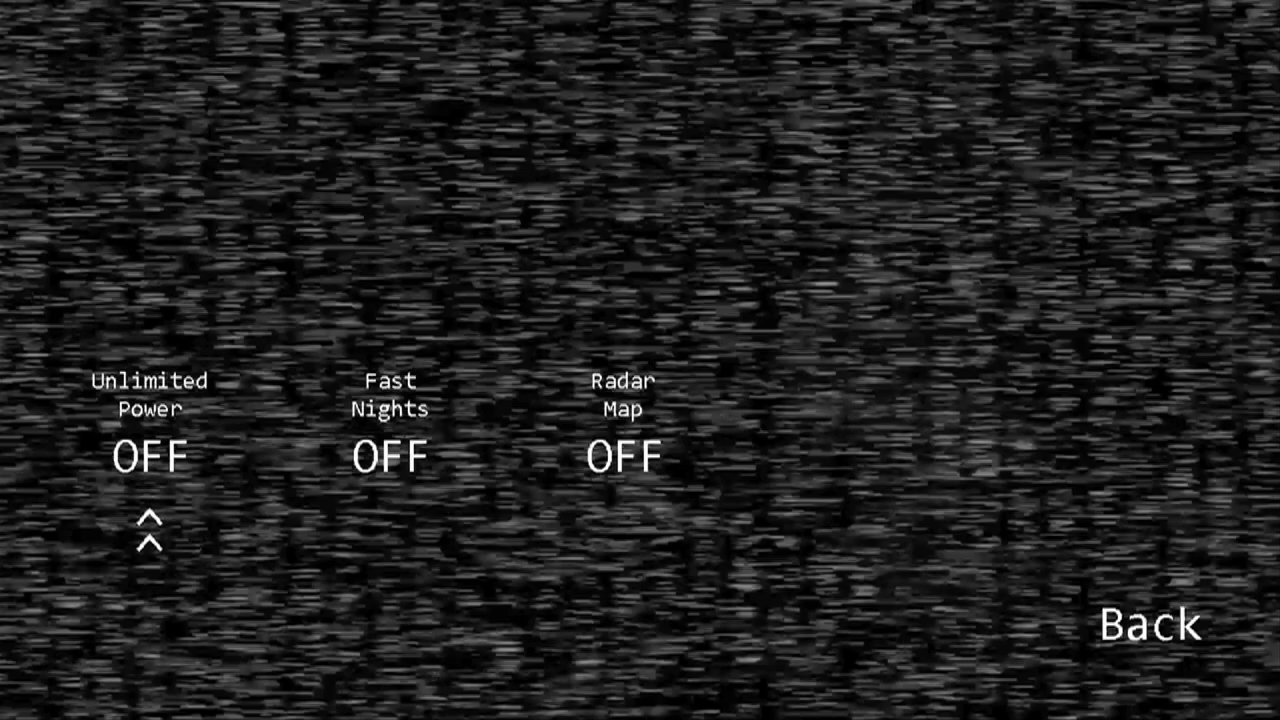 Unlimited
Power
OFF
Fast
Nights
OFF
Radar
Map
OFF
Back